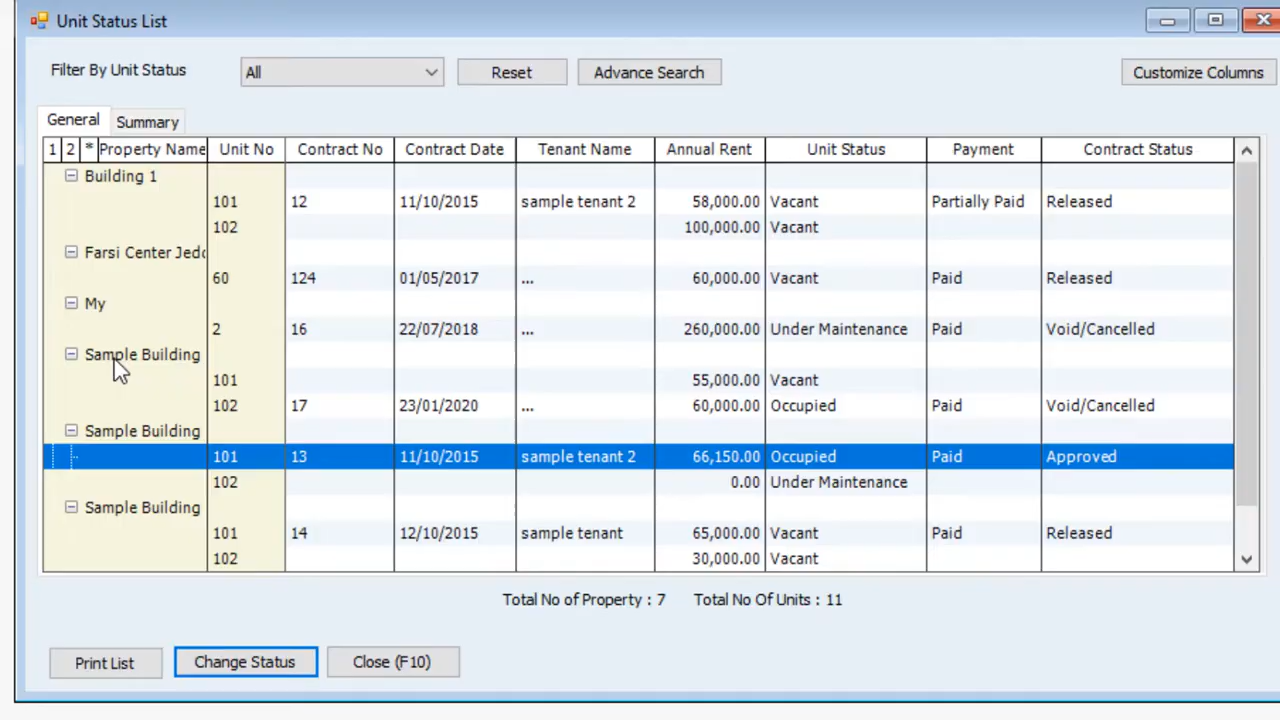 Unit Status List
Filter By Unit Status All Reset Advance Search Customize Columns
General Summary
1 2 * Property Name Unit No Contract No Contract Date Tenant Name Annual Rent Unit Status Payment Contract Status
Building 1
101 12 11/10/2015 sample tenant 2 58,000.00 Vacant Partially Paid Released
102 100,000.00 Vacant
Farsi Center Jedd
60 124 01/05/2017 ... 60,000.00 Vacant Paid Released
My
2 16 22/07/2018 ... 260,000.00 Under Maintenance Paid Void/Cancelled
Sample Building
101 55,000.00 Vacant
102 17 23/01/2020 ... 60,000.00 Occupied Paid Void/Cancelled
Sample Building
101 13 11/10/2015 sample tenant 2 66,150.00 Occupied Paid Approved
102 0.00 Under Maintenance
Sample Building
101 14 12/10/2015 sample tenant 65,000.00 Vacant Paid Released
102 30,000.00 Vacant
Total No of Property : 7 Total No Of Units : 11
Print List Change Status Close (F10)